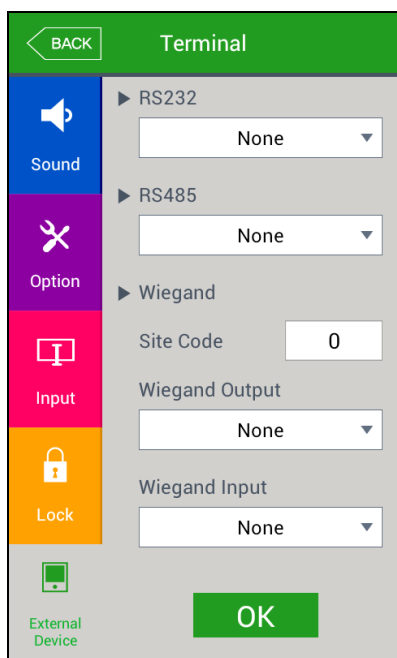 BACK
Terminal
Sound
Option
Input
Lock
External
Device
RS232
None
RS485
None
Wiegand
Site Code 0
Wiegand Output
None
Wiegand Input
None
OK